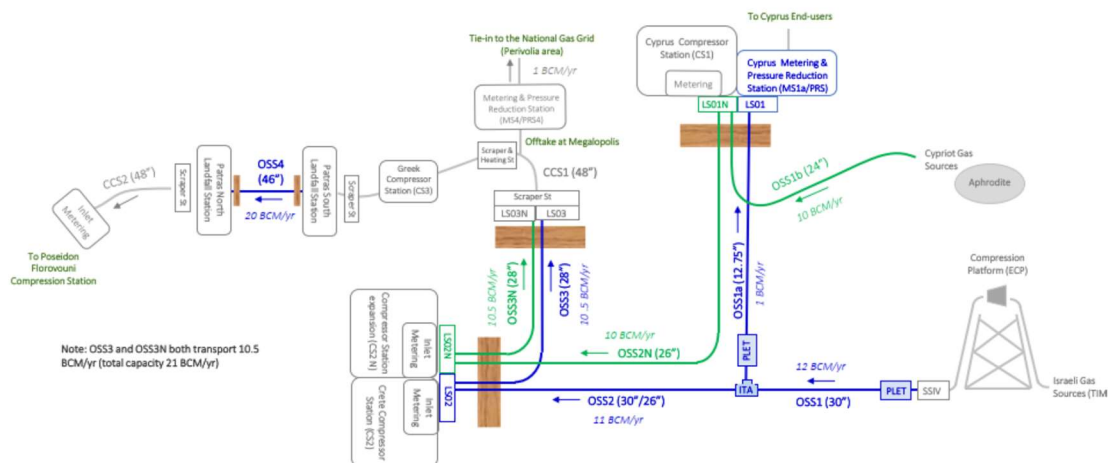 To Cyprus End-users
Cyprus Compressor
Station (CS1)
Metering
Cyprus Metering &
Pressure Reduction
Station (MS1a/PRS)
LS01N
LS01
Tie-in to the National Gas Grid
(Perivolia area)
1 BCM/yr
Metering & Pressure
Reduction Station
(MS4/PRS4)
Offtake at Megalopolis
Scraper &
Heating St
CCS1 (48”)
Greek
Compressor
Station (CS3)
Scraper St
LS03N
LS03
Scraper St
Patras South
Landfall Station
OSS4
(46”)
20 BCM/yr
Patras North
Landfall Station
Scraper St
CCS2 (48”)
Inlet
Metering
To Poseidon
Florovouni
Compression Station
OSS1b (24”)
10 BCM/yr
Cypriot Gas
Sources
Aphrodite
Compression
Platform (ECP)
Israeli Gas
Sources (TIM
SSIV
PLET
12 BCM/yr
OSS1 (30”)
ITA
PLET
OSS1a (12.75”)
1 BCM/yr
10 BCM/yr
OSS2N (26”)
OSS2 (30”/26”)
11 BCM/yr
10.5 BCM/yr
OSS3N (28”)
OSS3 (28”)
10 .5 BCM/yr
Compressor Station
expansion (CS2 N)
Inlet
Metering
LS02N
Crete Compressor
Station (CS2)
Inlet
Metering
LS02
Note: OSS3 and OSS3N both transport 10.5
BCM/yr (total capacity 21 BCM/yr)